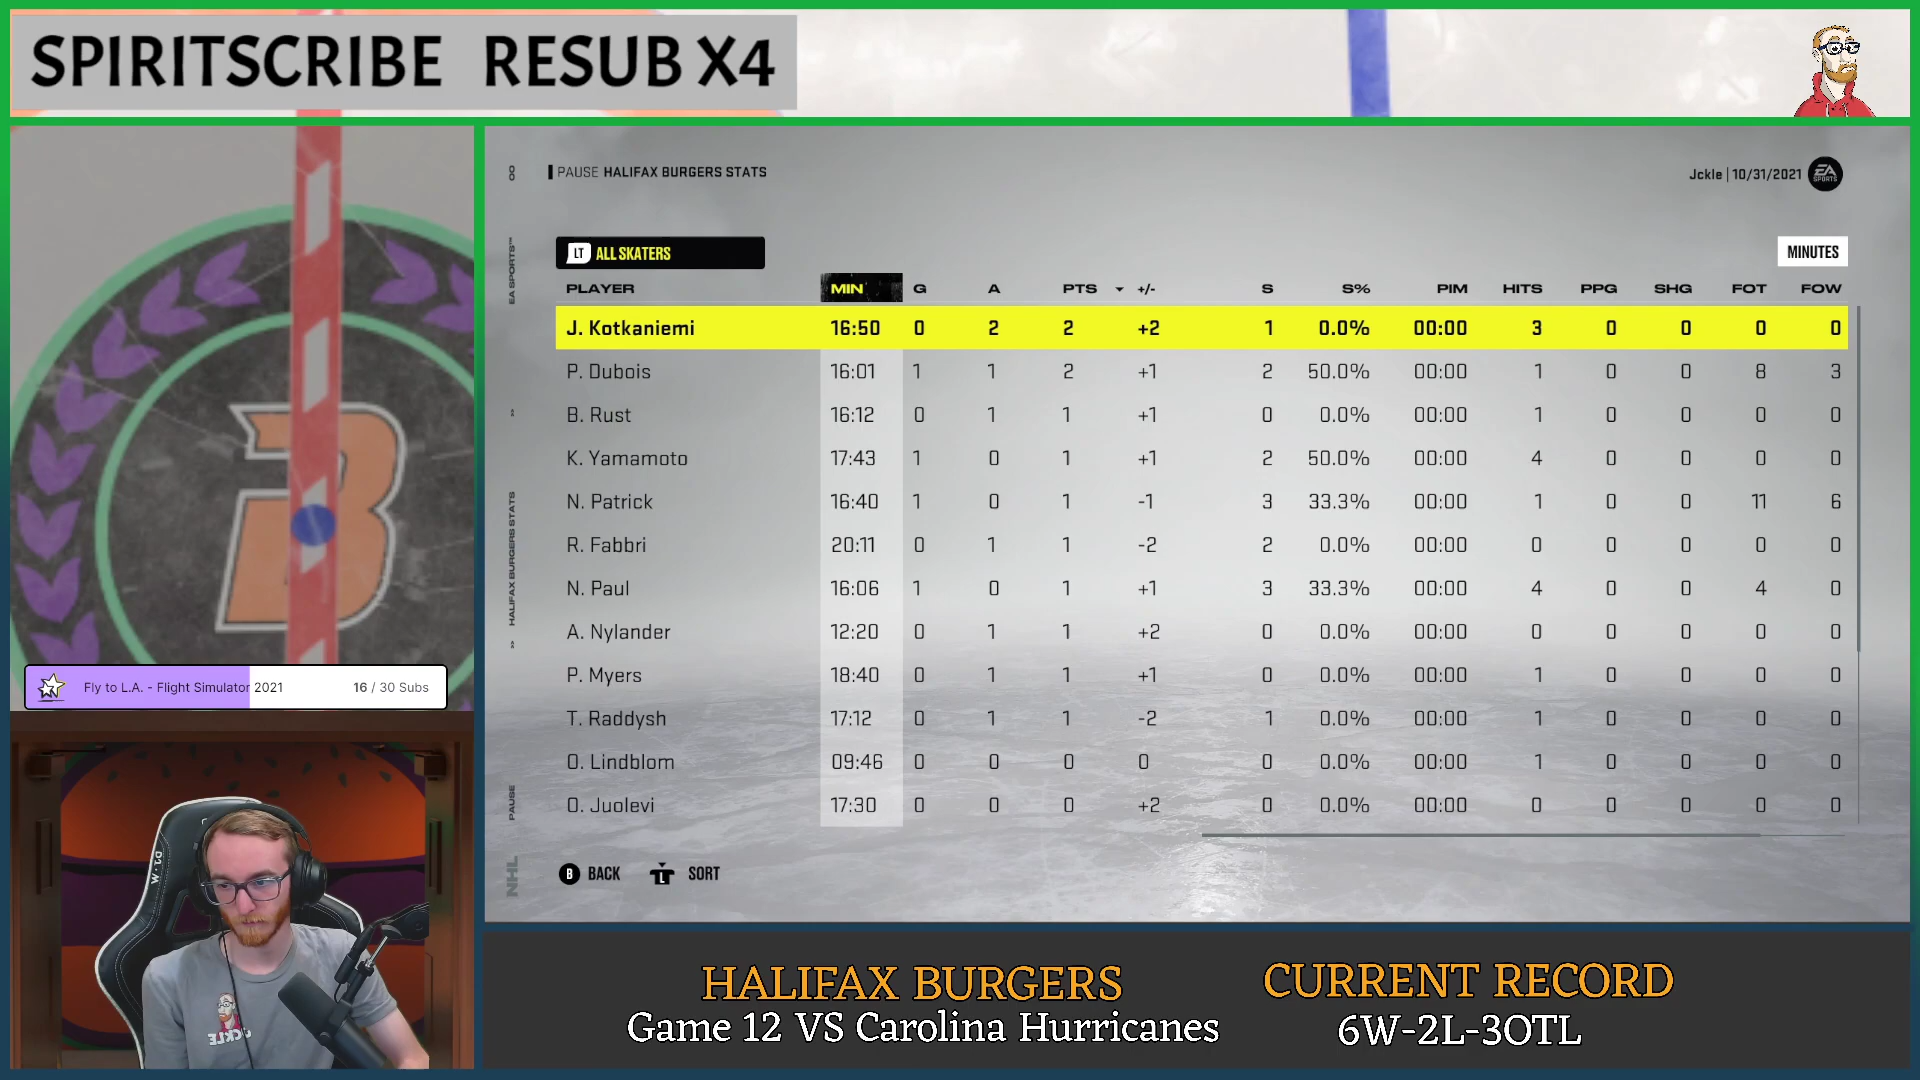 SPIRITSCRIBE RESUB X4
PAUSE HALIFAX BURGERS STATS
Jckle | 10/31/2021
EA SPORTS
LT ALL SKATERS
MINUTES
PLAYER MIN G A PTS +/- S S% PIM HITS PPG SHG FOT FOW
J. Kotkaniemi 16:50 0 2 2 +2 1 0.0% 00:00 3 0 0 0 0
P. Dubois 16:01 1 1 2 +1 2 50.0% 00:00 1 0 0 8 3
B. Rust 16:12 0 1 1 +1 0 0.0% 00:00 1 0 0 0 0
K. Yamamoto 17:43 1 0 1 +1 2 50.0% 00:00 4 0 0 0 0
N. Patrick 16:40 1 0 1 -1 3 33.3% 00:00 1 0 0 11 6
R. Fabbri 20:11 0 1 1 -2 2 0.0% 00:00 0 0 0 0 0
N. Paul 16:06 1 0 1 +1 3 33.3% 00:00 4 0 0 4 0
A. Nylander 12:20 0 1 1 +2 0 0.0% 00:00 0 0 0 0 0
P. Myers 18:40 0 1 1 +1 0 0.0% 00:00 1 0 0 0 0
T. Raddysh 17:12 0 1 1 -2 1 0.0% 00:00 1 0 0 0 0
O. Lindblom 09:46 0 0 0 0 0 0.0% 00:00 1 0 0 0 0
O. Juolevi 17:30 0 0 0 +2 0 0.0% 00:00 0 0 0 0 0
B BACK L SORT
NHL PAUSE » HALIFAX BURGERS STATS » EA SPORTS™ 00
B
Fly to L.A. - Flight Simulator 2021 16 / 30 Subs
JCKLE
HALIFAX BURGERS
Game 12 VS Carolina Hurricanes
CURRENT RECORD
6W-2L-3OTL